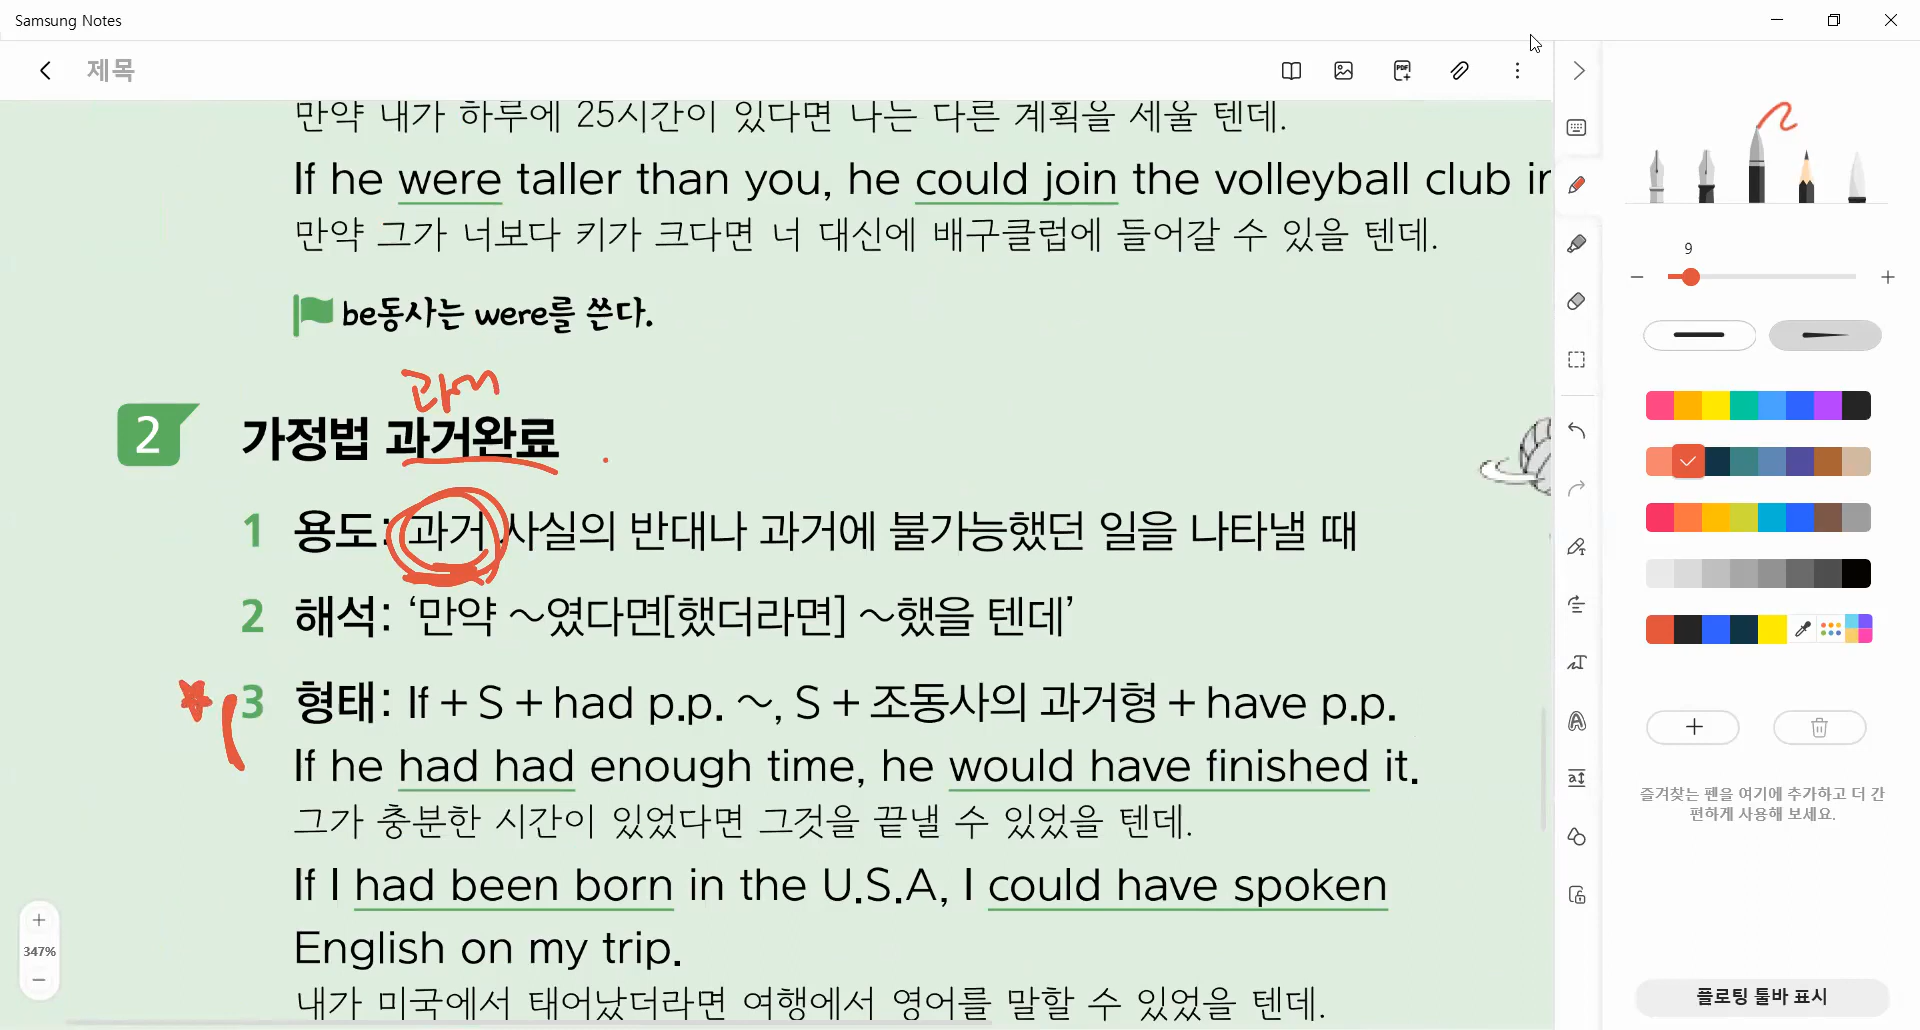 Samsung Notes
제목
만약 내가 하루에 25시간이 있다면 나는 다른 계획을 세울 텐데.
If he were taller than you, he could join the volleyball club in
만약 그가 너보다 키가 크다면 너 대신에 배구클럽에 들어갈 수 있을 텐데.
be동사는 were를 쓴다.
2 가정법 과거완료
1 용도: 과거 사실의 반대나 과거에 불가능했던 일을 나타낼 때
2 해석: ‘만약 ～였다면[했더라면] ～했을 텐데’
3 형태: If + S + had p.p. ～, S + 조동사의 과거형 + have p.p.
If he had had enough time, he would have finished it.
그가 충분한 시간이 있었다면 그것을 끝낼 수 있었을 텐데.
If I had been born in the U.S.A, I could have spoken
English on my trip.
내가 미국에서 태어났더라면 여행에서 영어를 말할 수 있었을 텐데.
347%
PDF
9
즐겨찾는 펜을 여기에 추가하고 더 간
편하게 사용해 보세요.
플로팅 툴바 표시